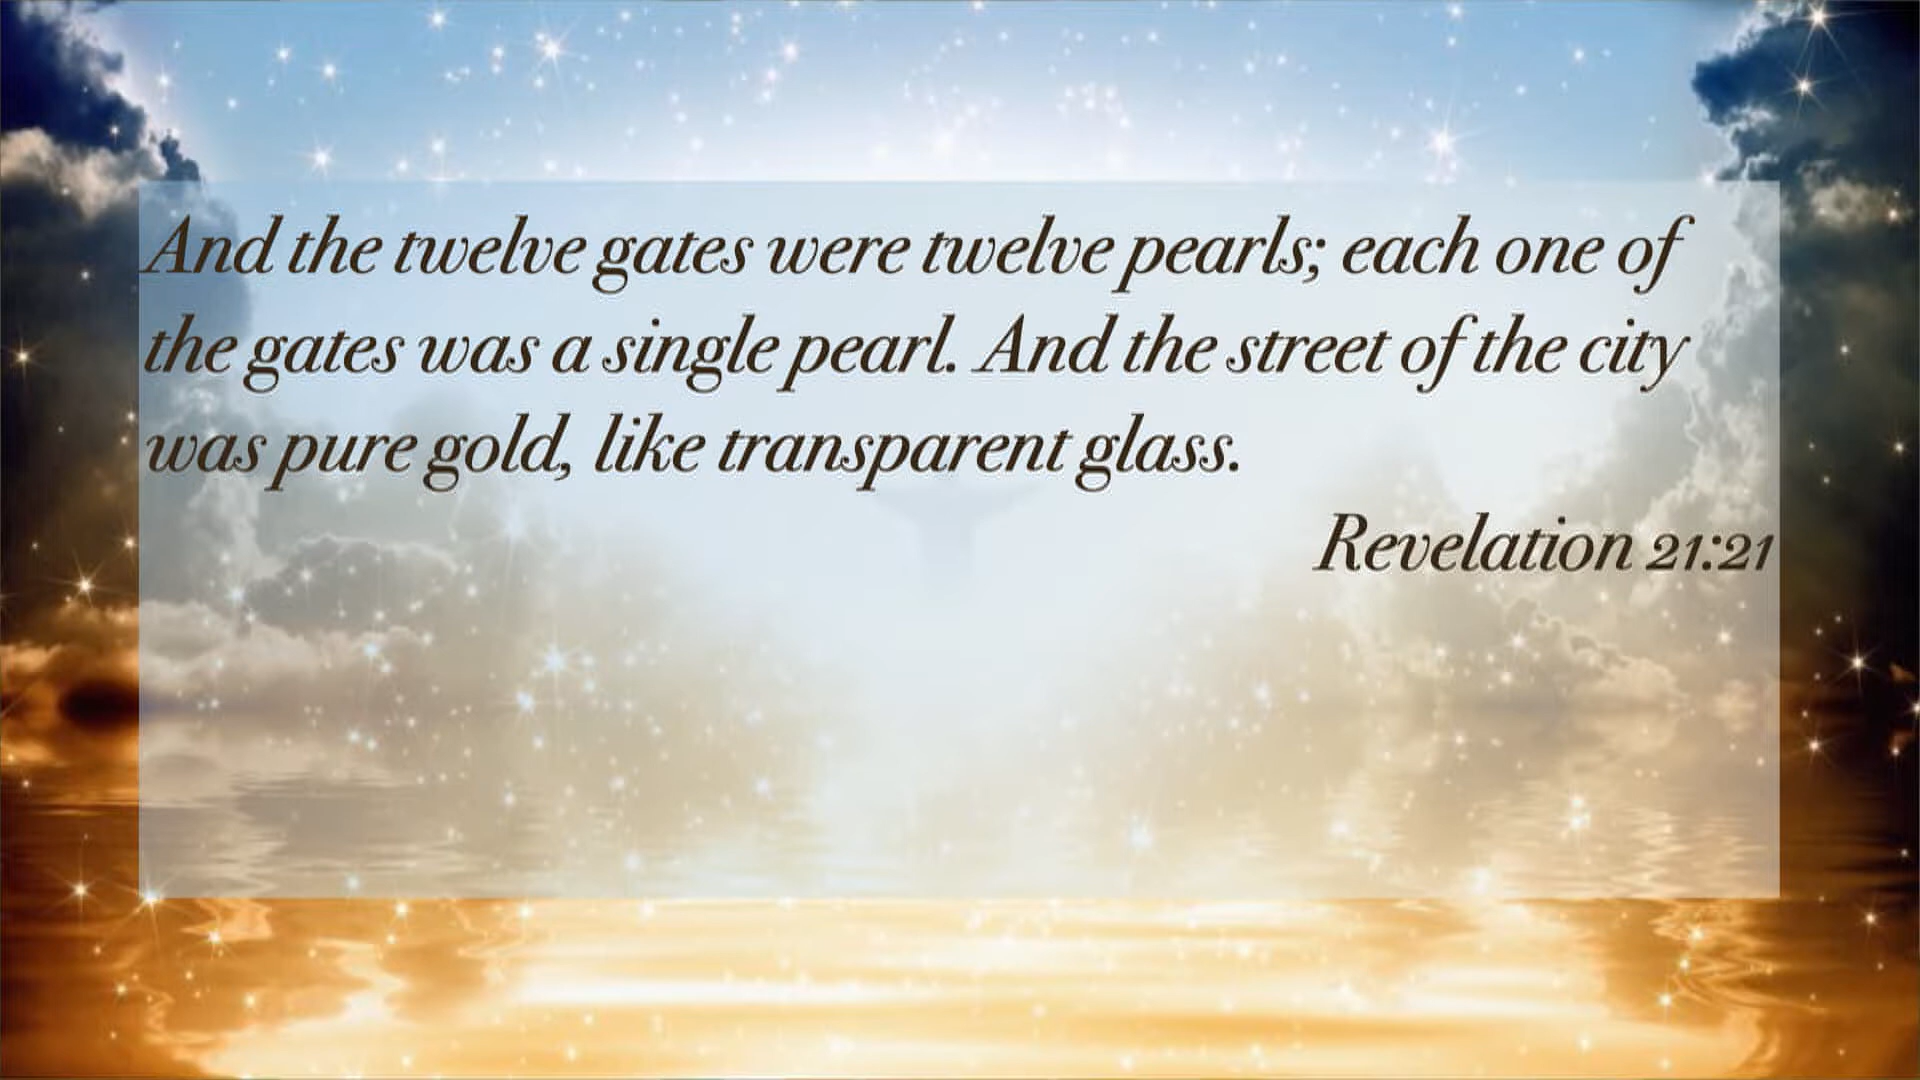 And the twelve gates were twelve pearls; each one of
the gates was a single pearl. And the street of the city
was pure gold, like transparent glass.
Revelation 21:21